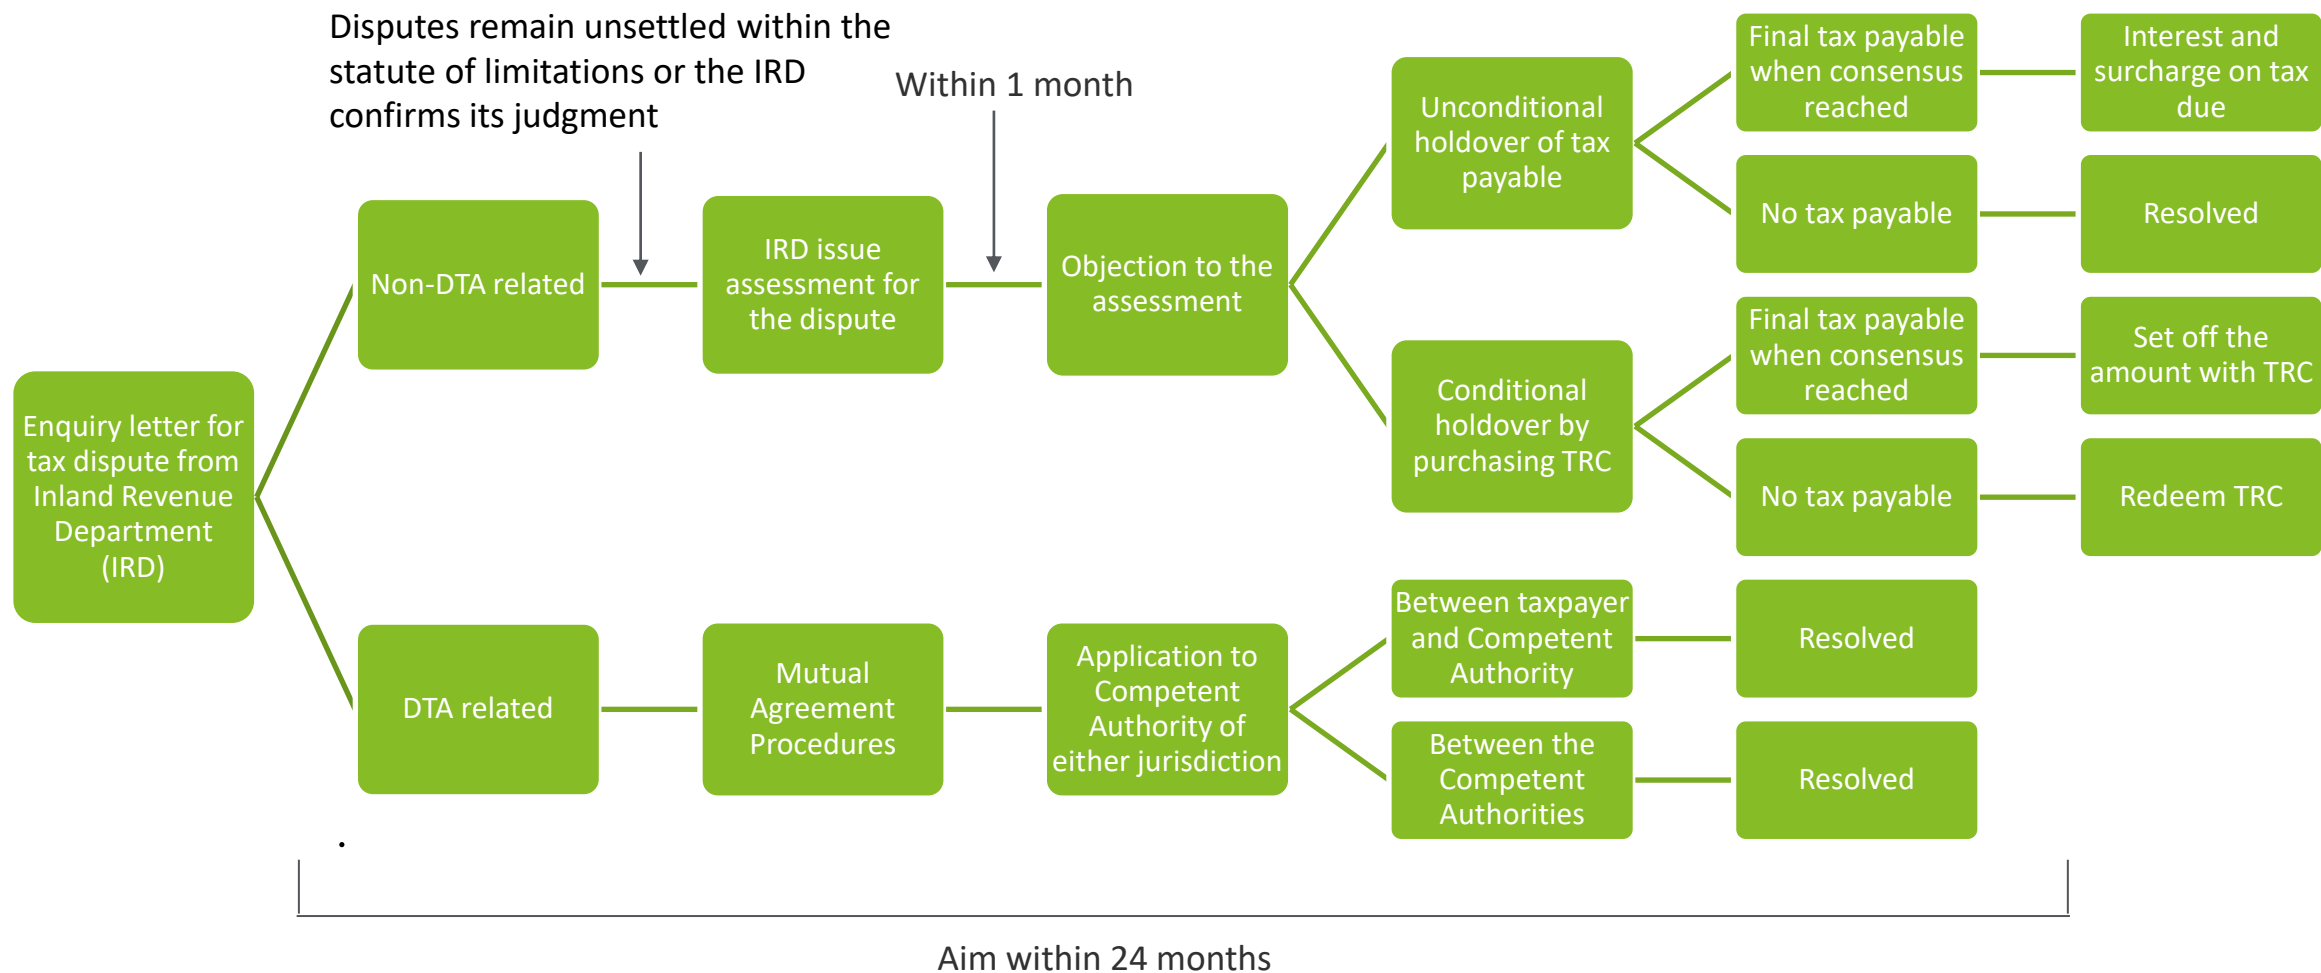 Disputes remain unsettled within the
statute of limitations or the IRD
confirms its judgment
Within 1 month
Enquiry letter for
tax dispute from
Inland Revenue
Department
(IRD)
Non-DTA related
IRD issue
assessment for
the dispute
Objection to the
assessment
Unconditional
holdover of tax
payable
Final tax payable
when consensus
reached
Interest and
surcharge on tax
due
No tax payable
Resolved
Conditional
holdover by
purchasing TRC
Final tax payable
when consensus
reached
Set off the
amount with TRC
No tax payable
Redeem TRC
DTA related
Mutual
Agreement
Procedures
Application to
Competent
Authority of
either jurisdiction
Between taxpayer
and Competent
Authority
Resolved
Between the
Competent
Authorities
Resolved
.
Aim within 24 months